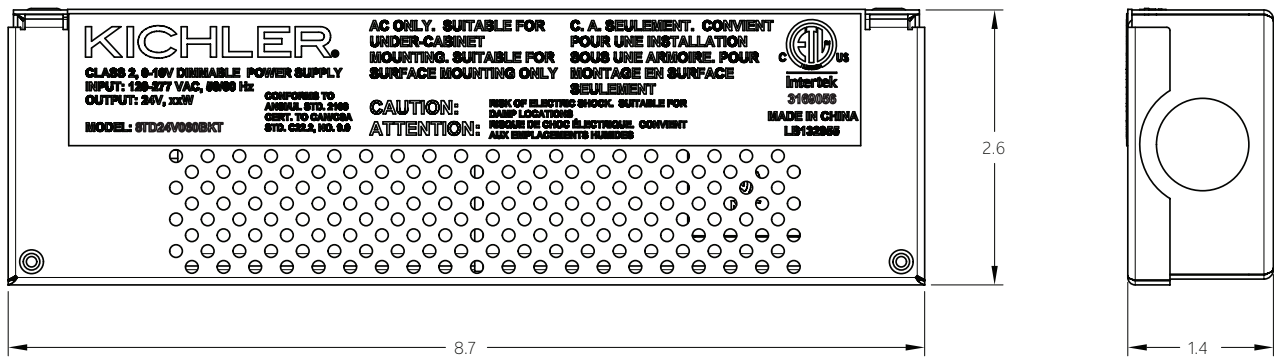 KICHLER®
CLASS 2, 0-10V DIMMABLE POWER SUPPLY
INPUT: 120-277 VAC, 50/60 Hz
OUTPUT: 24V, xxW
MODEL: STD24V060BKT
CONFORMS TO
ANSI/UL STD. 2108
CERT. TO CAN/CSA
STD. C22.2, NO. 9.0
AC ONLY. SUITABLE FOR
UNDER-CABINET
MOUNTING. SUITABLE FOR
SURFACE MOUNTING ONLY
C. A. SEULEMENT. CONVIENT
POUR UNE INSTALLATION
SOUS UNE ARMOIRE. POUR
MONTAGE EN SURFACE
SEULEMENT
CAUTION:
RISK OF ELECTRIC SHOCK. SUITABLE FOR
DAMP LOCATIONS
ATTENTION:
RISQUE DE CHOC ÉLECTRIQUE. CONVIENT
AUX EMPLACEMENTS HUMIDES
ETL
C US
Intertek
3169056
MADE IN CHINA
LB132955
2.6
8.7
1.4